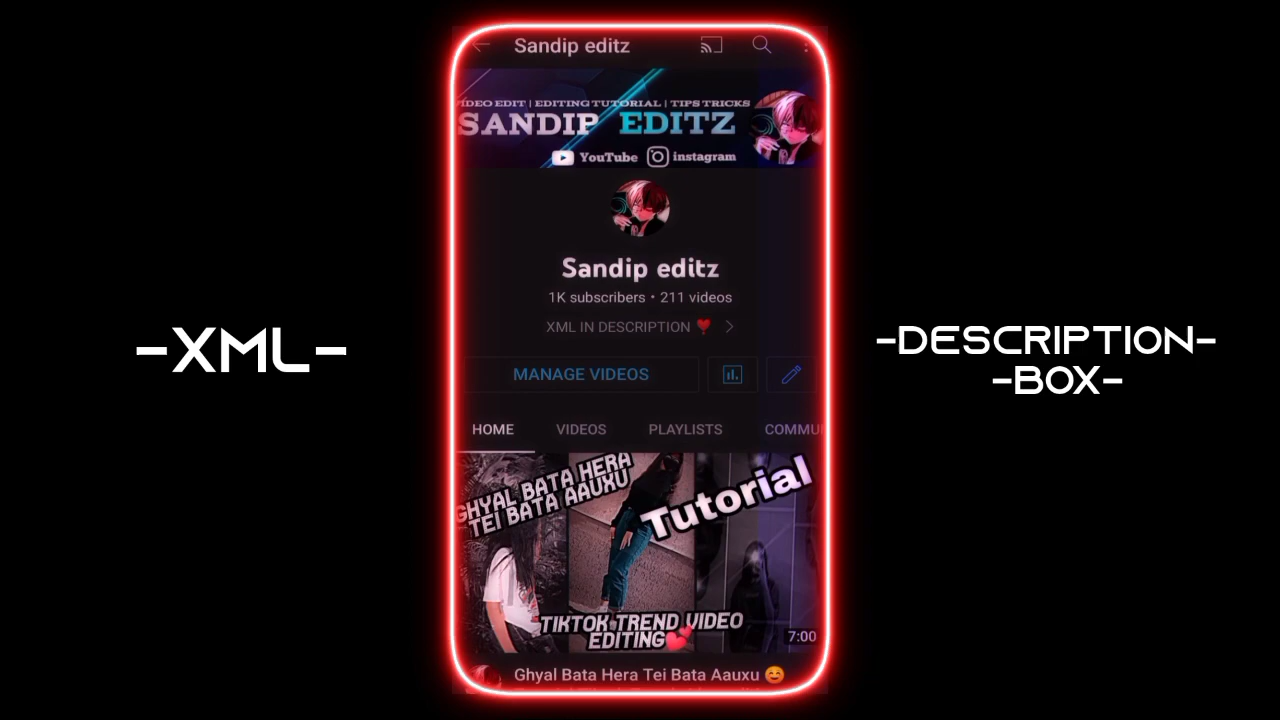 Sandip editz
IDEO EDIT | EDITING TUTORIAL | TIPS TRICKS
SANDIP EDITZ
YouTube instagram
Sandip editz
1K subscribers • 211 videos
XML IN DESCRIPTION ❣️
-XML-
-DESCRIPTION-
-BOX-
MANAGE VIDEOS
HOME VIDEOS PLAYLISTS COMMU
GHYAL BATA HERA
TEI BATA AAUXU
Tutorial
TIKTOK TREND VIDEO
EDITING💕
7:00
Ghyal Bata Hera Tei Bata Aauxu ☺️